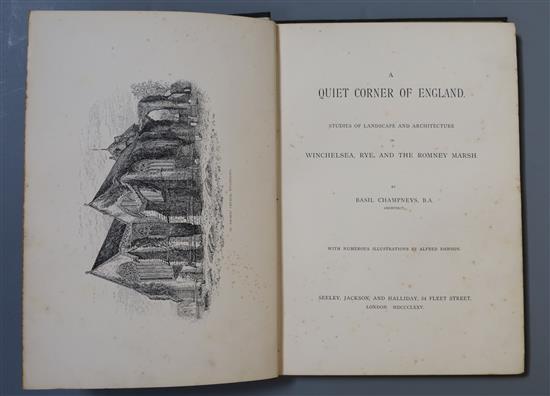 A
QUIET CORNER OF ENGLAND.
STUDIES OF LANDSCAPE AND ARCHITECTURE
IN
WINCHELSEA, RYE, AND THE ROMNEY MARSH
BY
BASIL CHAMPNEYS, B.A.
ARCHITECT.
WITH NUMEROUS ILLUSTRATIONS BY ALFRED DAWSON.
SEELEY, JACKSON, AND HALLIDAY, 54 FLEET STREET,
LONDON. MDCCCLXXV.